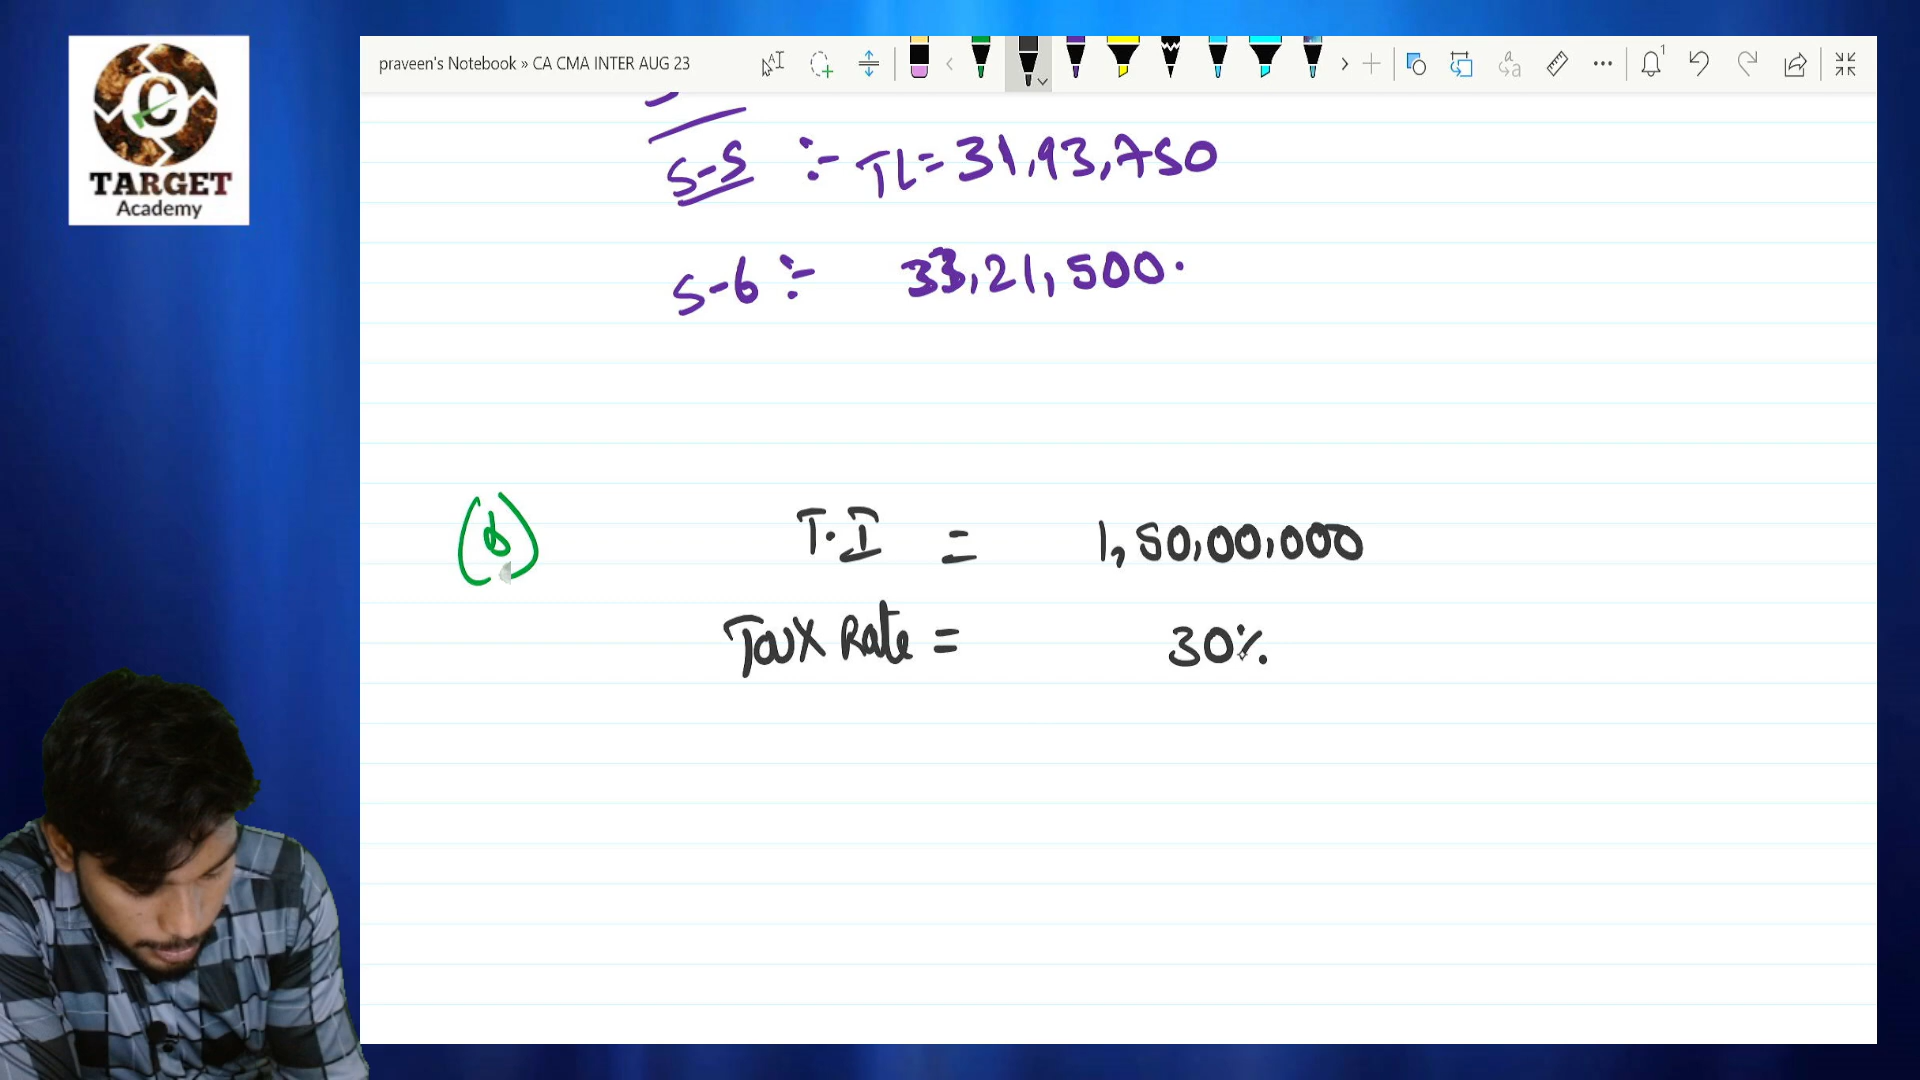 TARGET
Academy
praveen's Notebook » CA CMA INTER AUG 23
S-5 :- TL = 31,93,750
S-6 :- 33,21,500.
(b) T.I = 1,50,00,000
Tax Rate = 30%